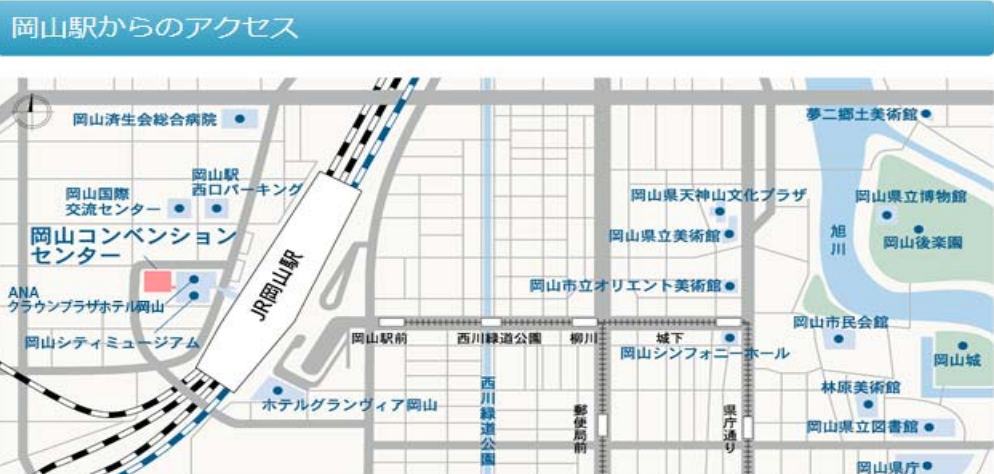 岡山駅からのアクセス
岡山済生会総合病院
夢二郷土美術館
岡山駅
西口パーキング
岡山国際
交流センター
岡山県天神山文化プラザ
岡山県立博物館
岡山コンベンション
センター
岡山県立美術館
旭川
岡山後楽園
JR岡山駅
ANA
クラウンプラザホテル岡山
岡山市立オリエント美術館
岡山シティミュージアム
岡山駅前
西川緑道公園
柳川
城下
岡山市民会館
岡山シンフォニーホール
岡山城
ホテルグランヴィア岡山
西川緑道公園
郵便局前
県庁通り
林原美術館
岡山県立図書館
岡山県庁